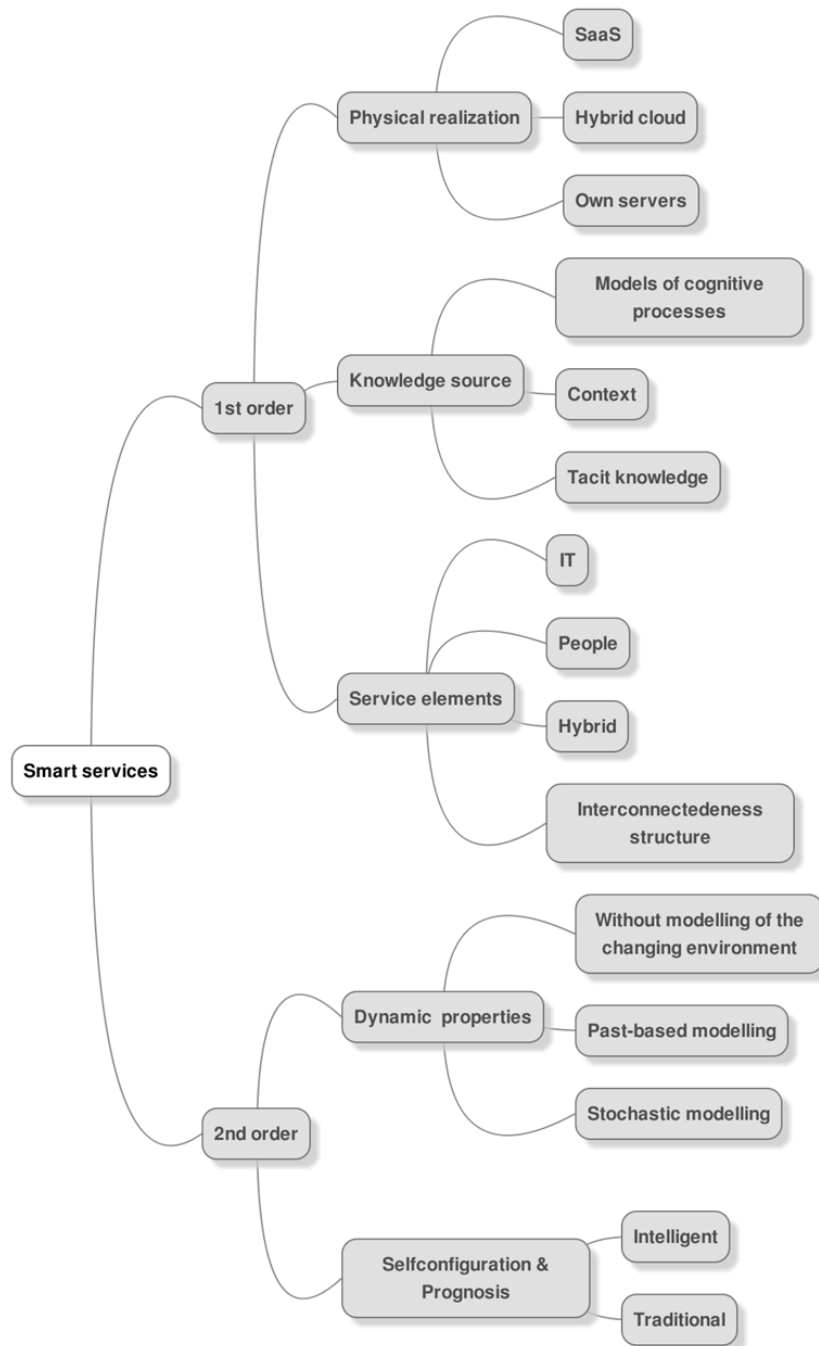 SaaS
Physical realization
Hybrid cloud
Own servers
Models of cognitive
processes
Knowledge source
Context
1st order
Tacit knowledge
IT
People
Service elements
Hybrid
Smart services
Interconnectedeness
structure
Without modelling of the
changing environment
Dynamic properties
Past-based modelling
Stochastic modelling
2nd order
Intelligent
Selfconfiguration &
Prognosis
Traditional